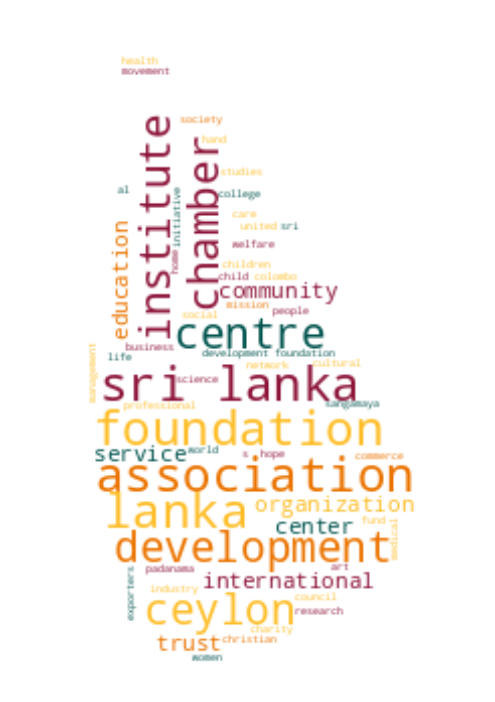 health
movement
society
institute
chamber
hand
studies
al
college
initiative
care
united
sri
education
welfare
home
children
child
colombo
community
mission
people
social
centre
business
development foundation
life
network
cultural
management
science
sri lanka
professional
sangamaya
foundation
service
world
s
hope
commerce
association
lanka
organization
center
fund
medical
development
padanama
art
international
exporters
industry
council
ceylon
research
charity
trust
christian
women